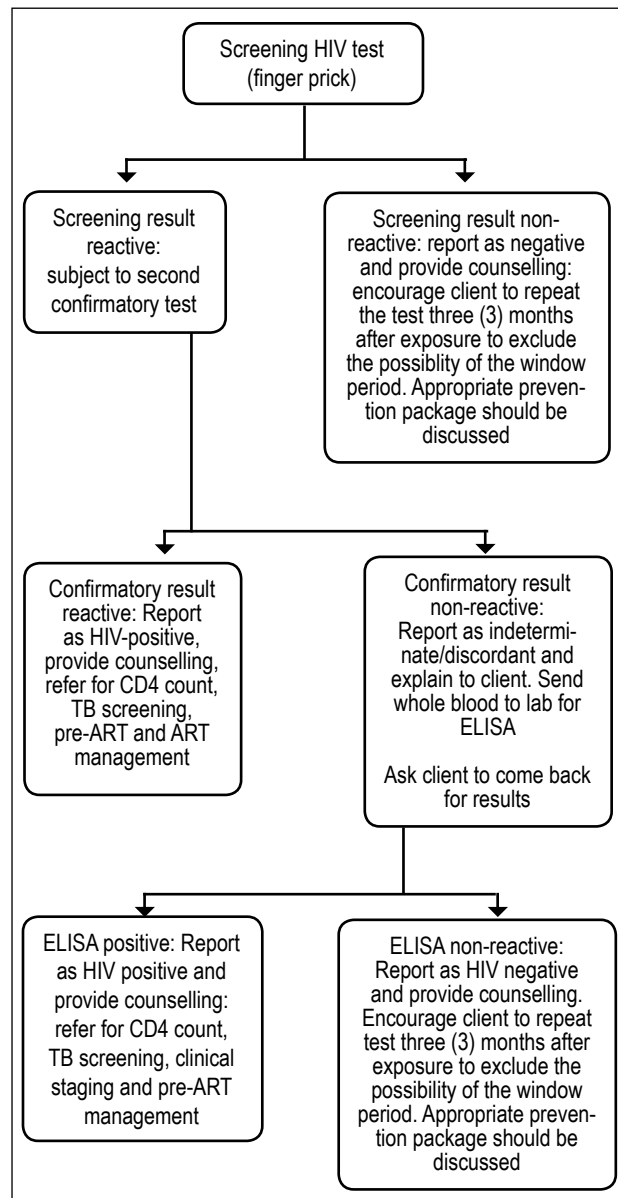 Screening HIV test
(finger prick)
Screening result
reactive:
subject to second
confirmatory test
Screening result non-
reactive: report as negative
and provide counselling:
encourage client to repeat
the test three (3) months
after exposure to exclude
the possiblity of the window
period. Appropriate preven-
tion package should be
discussed
Confirmatory result
reactive: Report
as HIV-positive,
provide counselling,
refer for CD4 count,
TB screening,
pre-ART and ART
management
Confirmatory result
non-reactive:
Report as indetermi-
nate/discordant and
explain to client. Send
whole blood to lab for
ELISA
Ask client to come back
for results
ELISA positive: Report
as HIV positive and
provide counselling:
refer for CD4 count,
TB screening, clinical
staging and pre-ART
management
ELISA non-reactive:
Report as HIV negative
and provide counselling.
Encourage client to repeat
test three (3) months after
exposure to exclude the
possibility of the window
period. Appropriate preven-
tion package should be
discussed